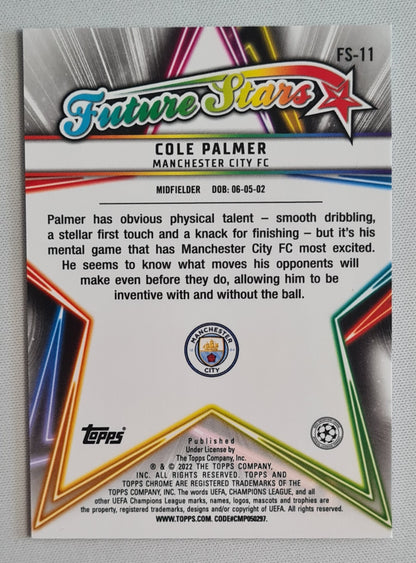 FS-11
Future Stars
COLE PALMER
MANCHESTER CITY FC
MIDFIELDER DOB: 06-05-02
Palmer has obvious physical talent – smooth dribbling,
a stellar first touch and a knack for finishing – but it's his
mental game that has Manchester City FC most excited.
He seems to know what moves his opponents will
make even before they do, allowing him to be
inventive with and without the ball.
MANCHESTER
CITY
Topps
Published
Under License by
The Topps Company, Inc.
® & © 2022 THE TOPPS COMPANY,
INC. ALL RIGHTS RESERVED. TOPPS AND
TOPPS CHROME ARE REGISTERED TRADEMARKS OF THE
TOPPS COMPANY, INC. The words UEFA, CHAMPIONS LEAGUE, and all
other UEFA Champions League marks, names, logos, mascots and trophies are
the property, registered trademarks, designs and/or copyright of UEFA. All rights reserved.
WWW.TOPPS.COM. CODE#CMP050297.